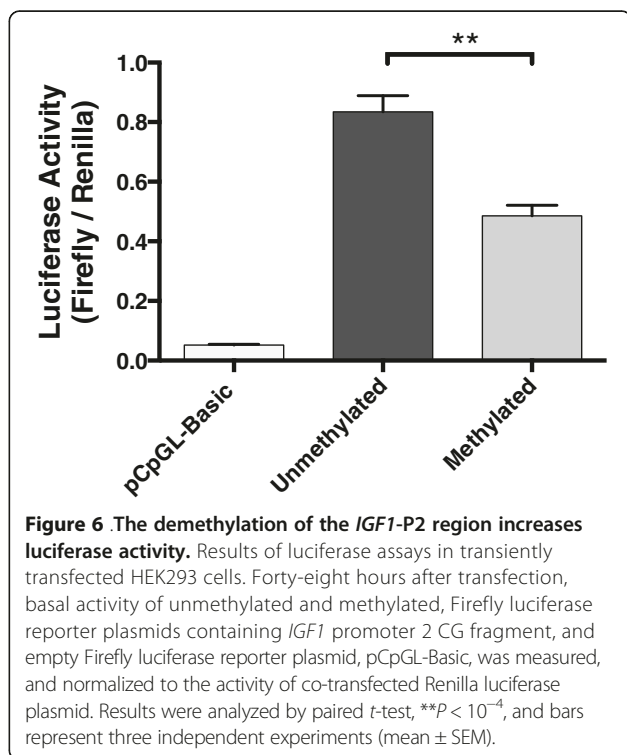 **
Luciferase Activity
(Firefly / Renilla)
1.0
0.8
0.6
0.4
0.2
0.0
pCpGL-Basic
Unmethylated
Methylated
Figure 6 .The demethylation of the IGF1-P2 region increases
luciferase activity. Results of luciferase assays in transiently
transfected HEK293 cells. Forty-eight hours after transfection,
basal activity of unmethylated and methylated, Firefly luciferase
reporter plasmids containing IGF1 promoter 2 CG fragment, and
empty Firefly luciferase reporter plasmid, pCpGL-Basic, was measured,
and normalized to the activity of co-transfected Renilla luciferase
plasmid. Results were analyzed by paired t-test, **P < 10⁻⁴, and bars
represent three independent experiments (mean ± SEM).